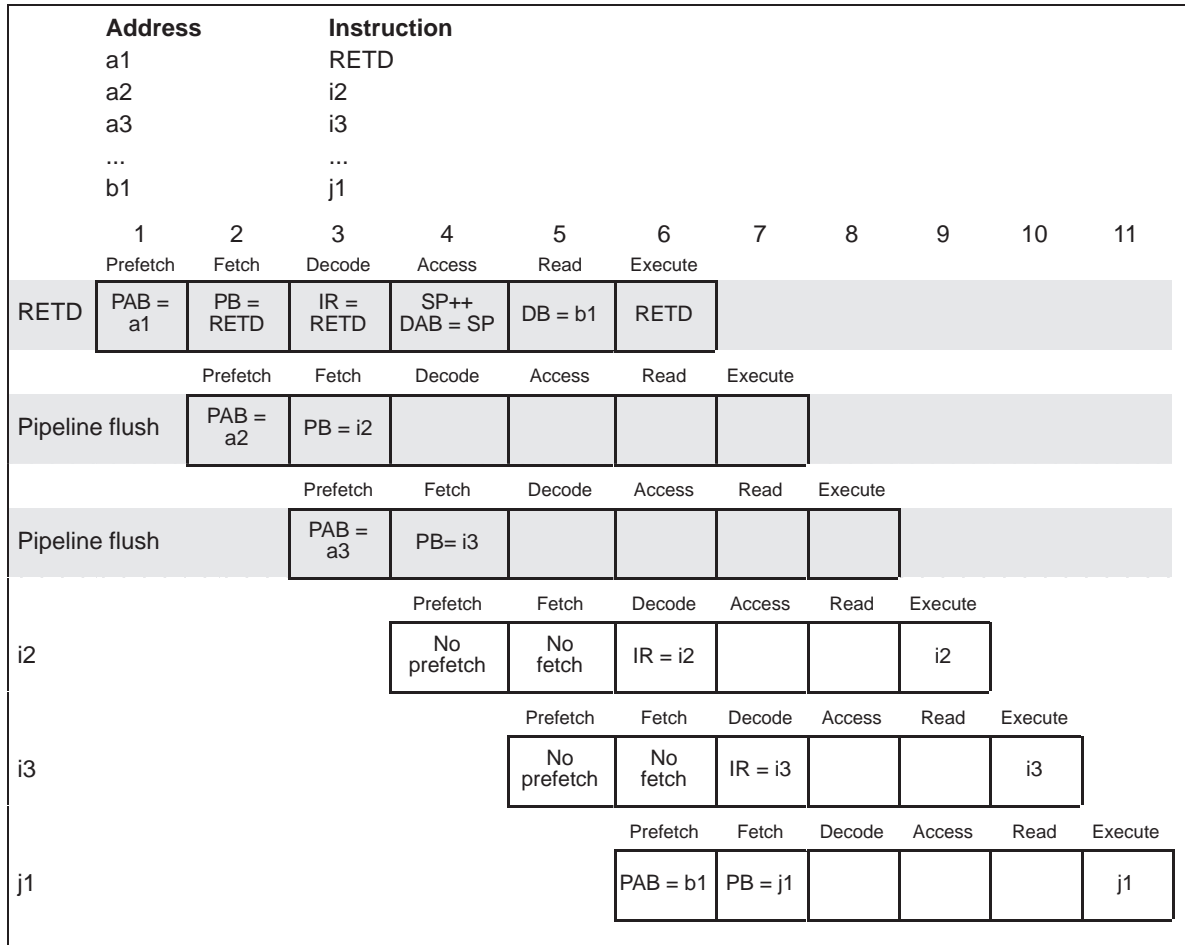 Address Instruction
a1 RETD
a2 i2
a3 i3
... ...
b1 j1
1 2 3 4 5 6 7 8 9 10 11
Prefetch Fetch Decode Access Read Execute
RETD PAB = a1 PB = RETD IR = RETD SP++ DAB = SP DB = b1 RETD
Prefetch Fetch Decode Access Read Execute
Pipeline flush PAB = a2 PB = i2
Prefetch Fetch Decode Access Read Execute
Pipeline flush PAB = a3 PB= i3
Prefetch Fetch Decode Access Read Execute
i2 No prefetch No fetch IR = i2 i2
Prefetch Fetch Decode Access Read Execute
i3 No prefetch No fetch IR = i3 i3
Prefetch Fetch Decode Access Read Execute
j1 PAB = b1 PB = j1 j1